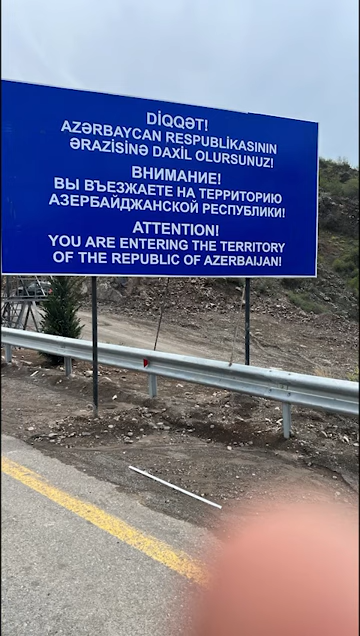 DİQQƏT!
AZƏRBAYCAN RESPUBLİKASININ
ƏRAZİSİNƏ DAXİL OLURSUNUZ!
ВНИМАНИЕ!
ВЫ ВЪЕЗЖАЕТЕ НА ТЕРРИТОРИЮ
АЗЕРБАЙДЖАНСКОЙ РЕСПУБЛИКИ!
ATTENTION!
YOU ARE ENTERING THE TERRITORY
OF THE REPUBLIC OF AZERBAIJAN!